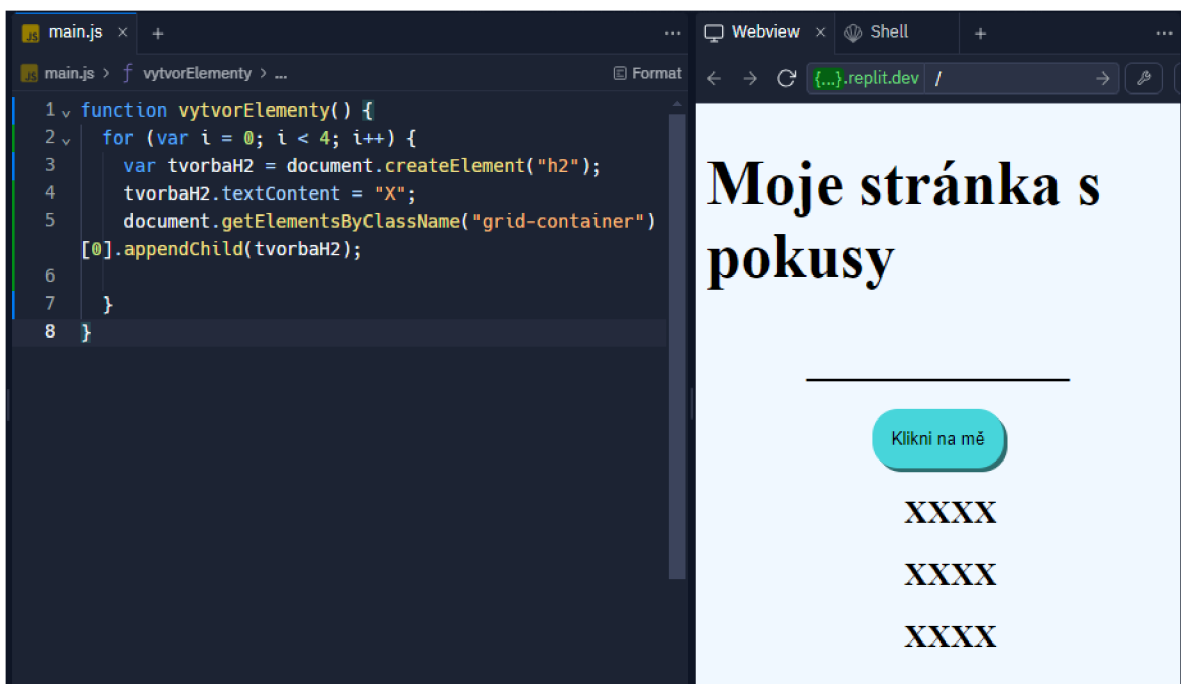 JS main.js × +
JS main.js > ƒ vytvorElementy > ... Format
1 function vytvorElementy() {
2 for (var i = 0; i < 4; i++) {
3 var tvorbaH2 = document.createElement("h2");
4 tvorbaH2.textContent = "X";
5 document.getElementsByClassName("grid-container")
[0].appendChild(tvorbaH2);
6
7 }
8 }
Webview × Shell +
{...}.replit.dev /
Moje stránka s
pokusy
Klikni na mě
XXXX
XXXX
XXXX